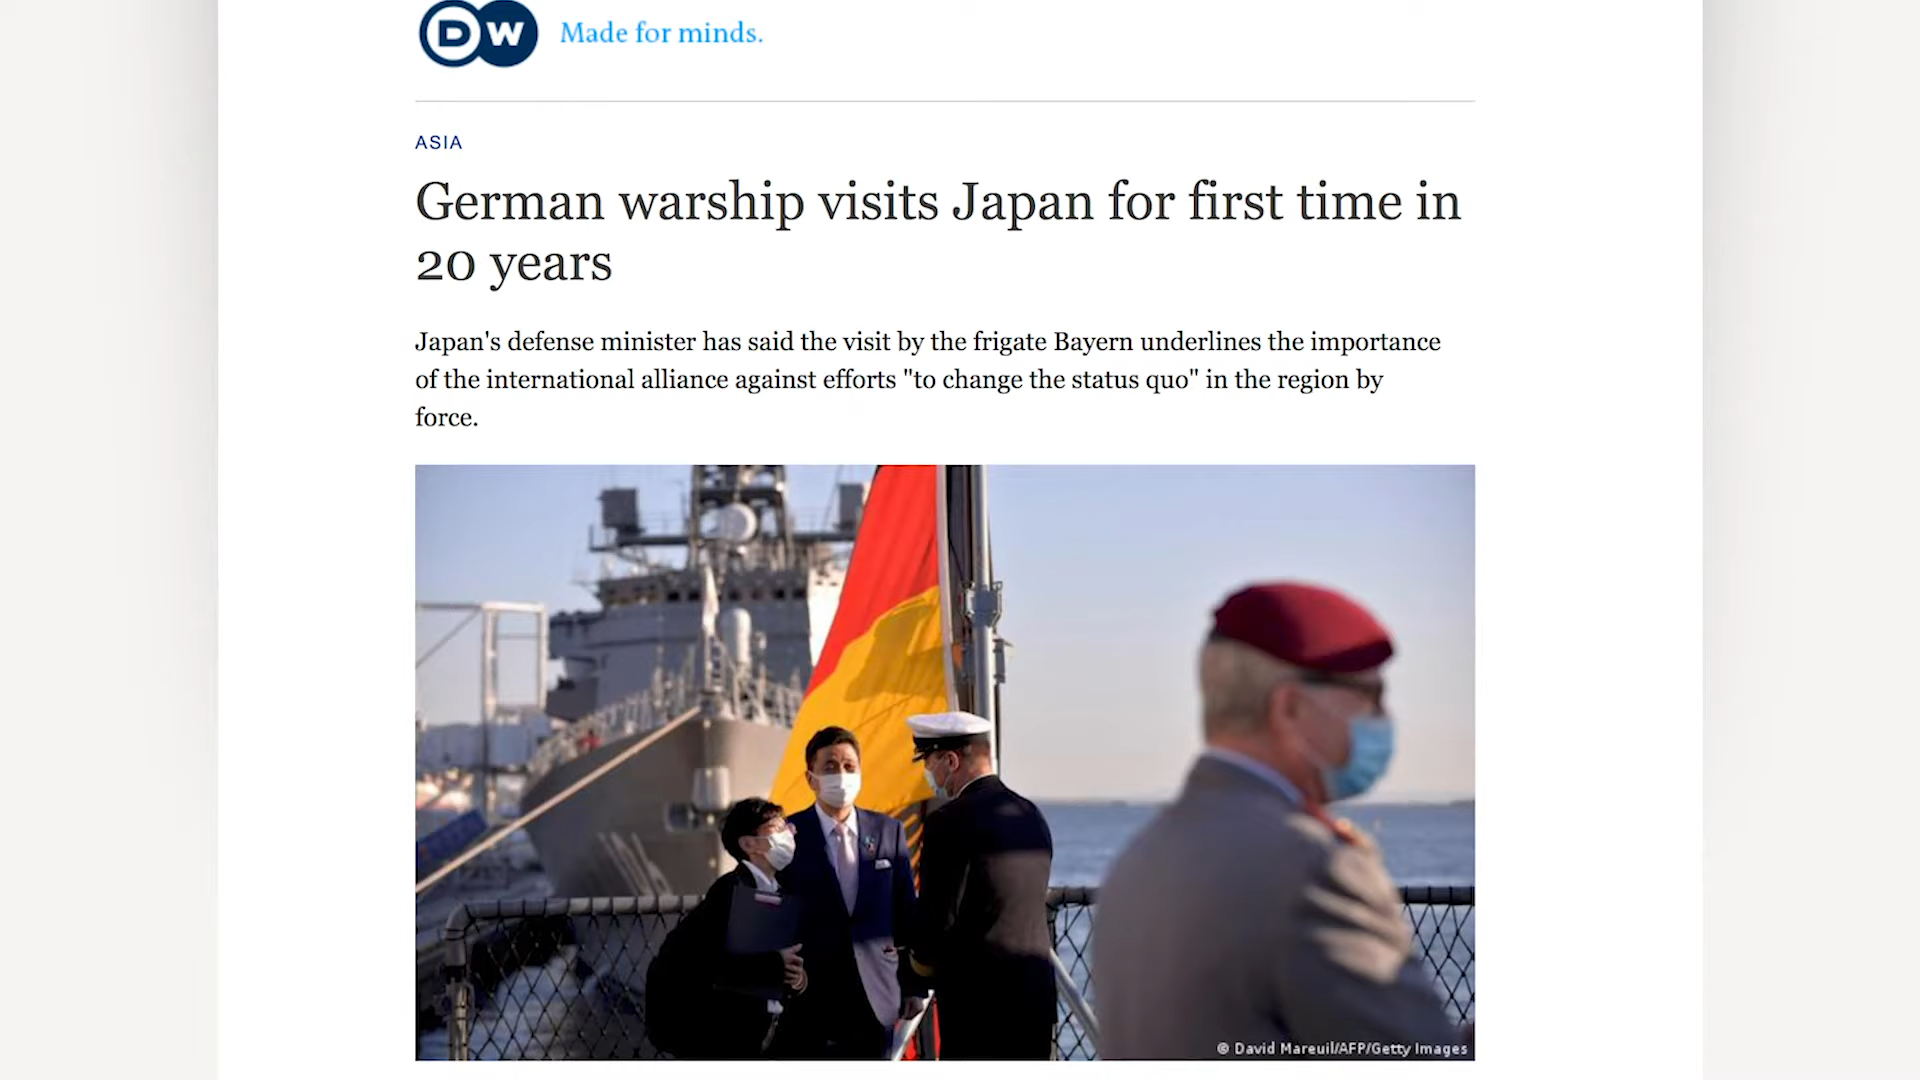 DW Made for minds.
ASIA
German warship visits Japan for first time in
20 years
Japan's defense minister has said the visit by the frigate Bayern underlines the importance
of the international alliance against efforts "to change the status quo" in the region by
force.
© David Mareuil/AFP/Getty Images